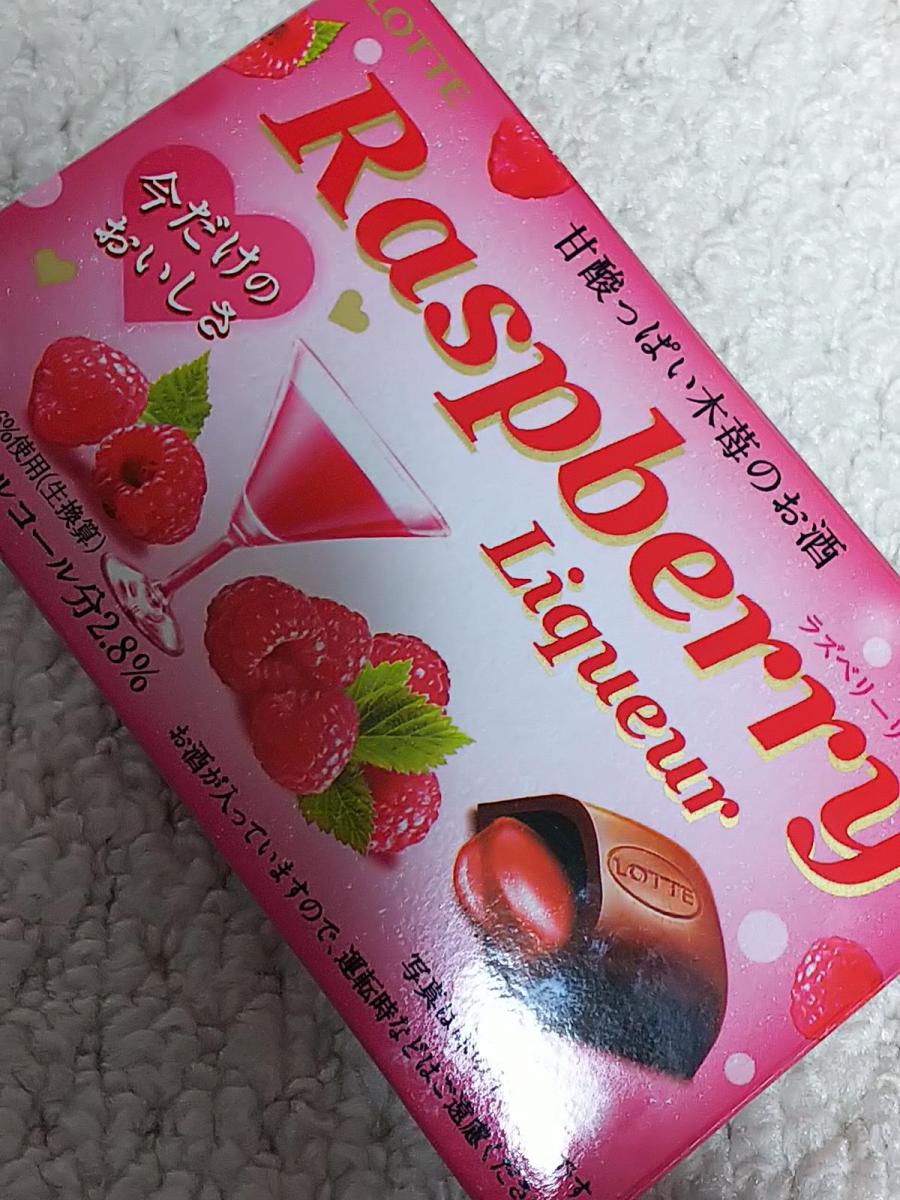 LOTTE
Raspberry
Liqueur
甘酸っぱい木苺のお酒
ラズベリーリ
今だけの
おいしさ
6%使用(生換算)
ルコール分2.8%
お酒が入っていますので、運転時などはご遠慮くださ
写真は
LOTTE